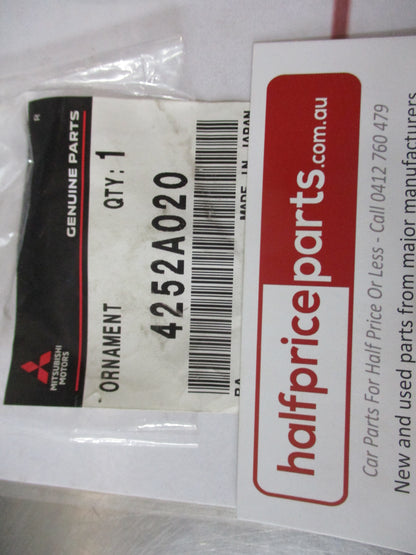 ®
GENUINE PARTS
MITSUBISHI
MOTORS
ORNAMENT QTY: 1
4252A020
MADE IN JAPAN
halfpriceparts.com.au
Car Parts For Half Price Or Less - Call 0412 760 479
New and used parts from major manufacturers